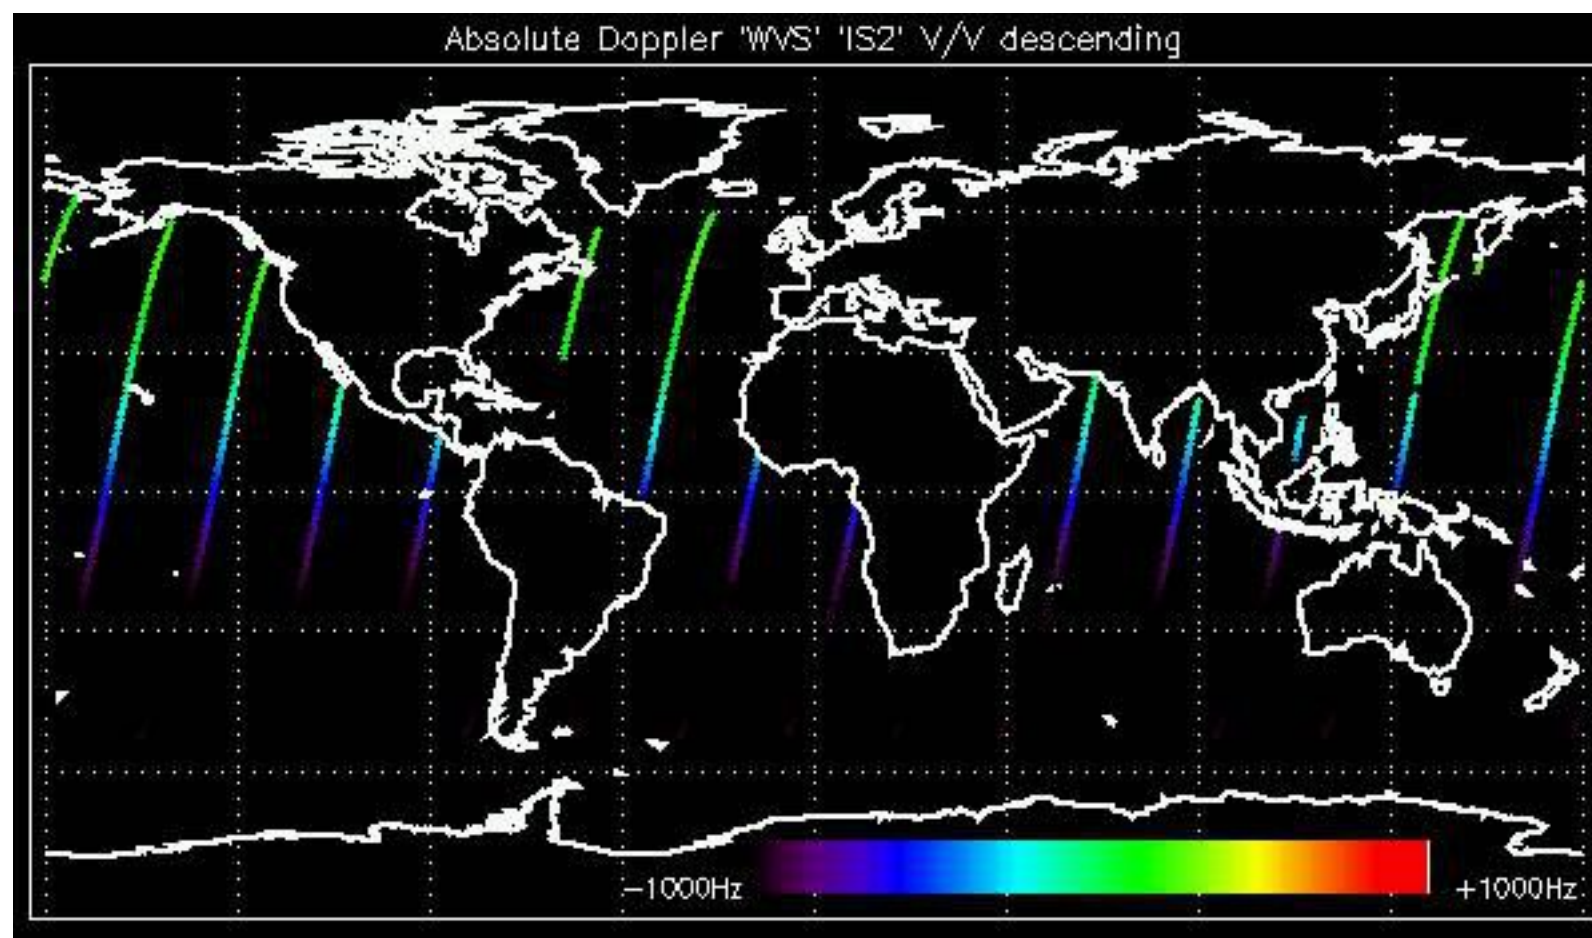 Absolute Doppler 'WVS' 'IS2' V/V descending
−1000Hz +1000Hz